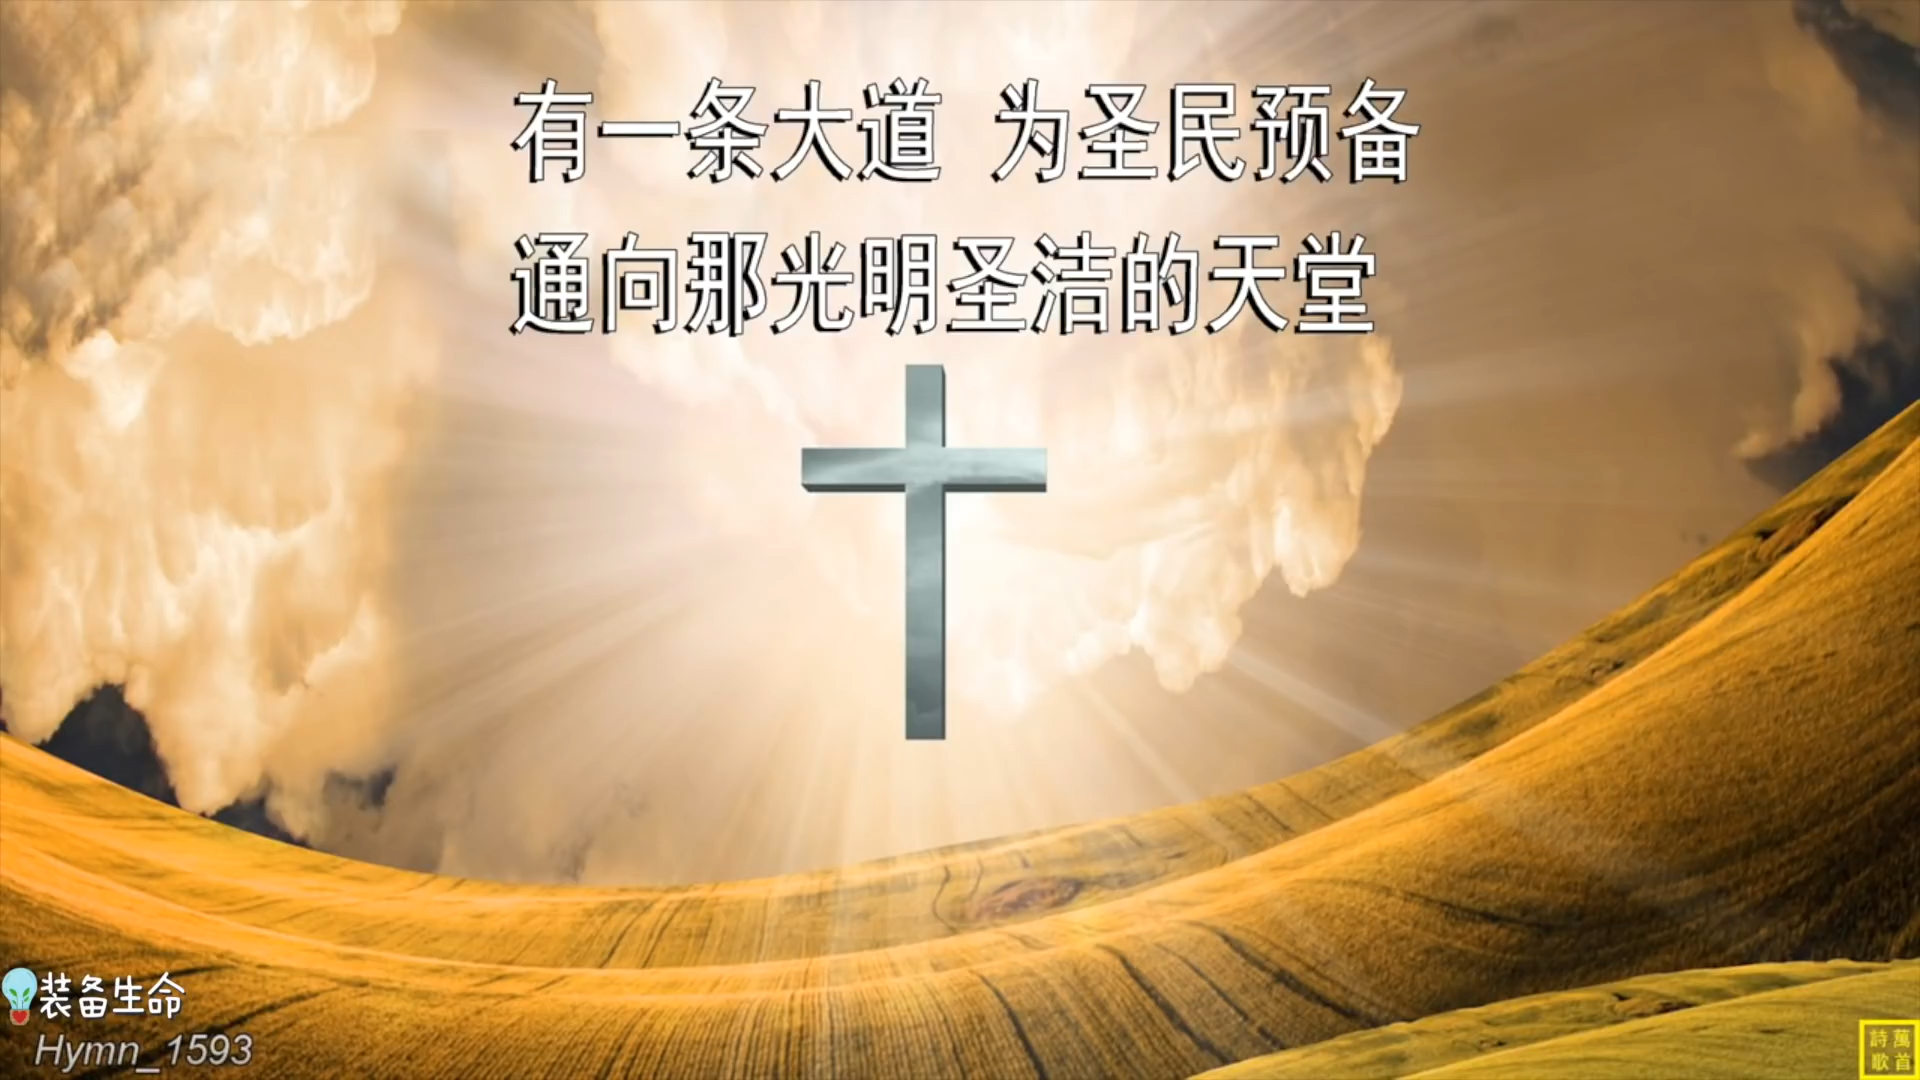 有一条大道 为圣民预备
通向那光明圣洁的天堂
装备生命
Hymn_1593
萬首
詩歌